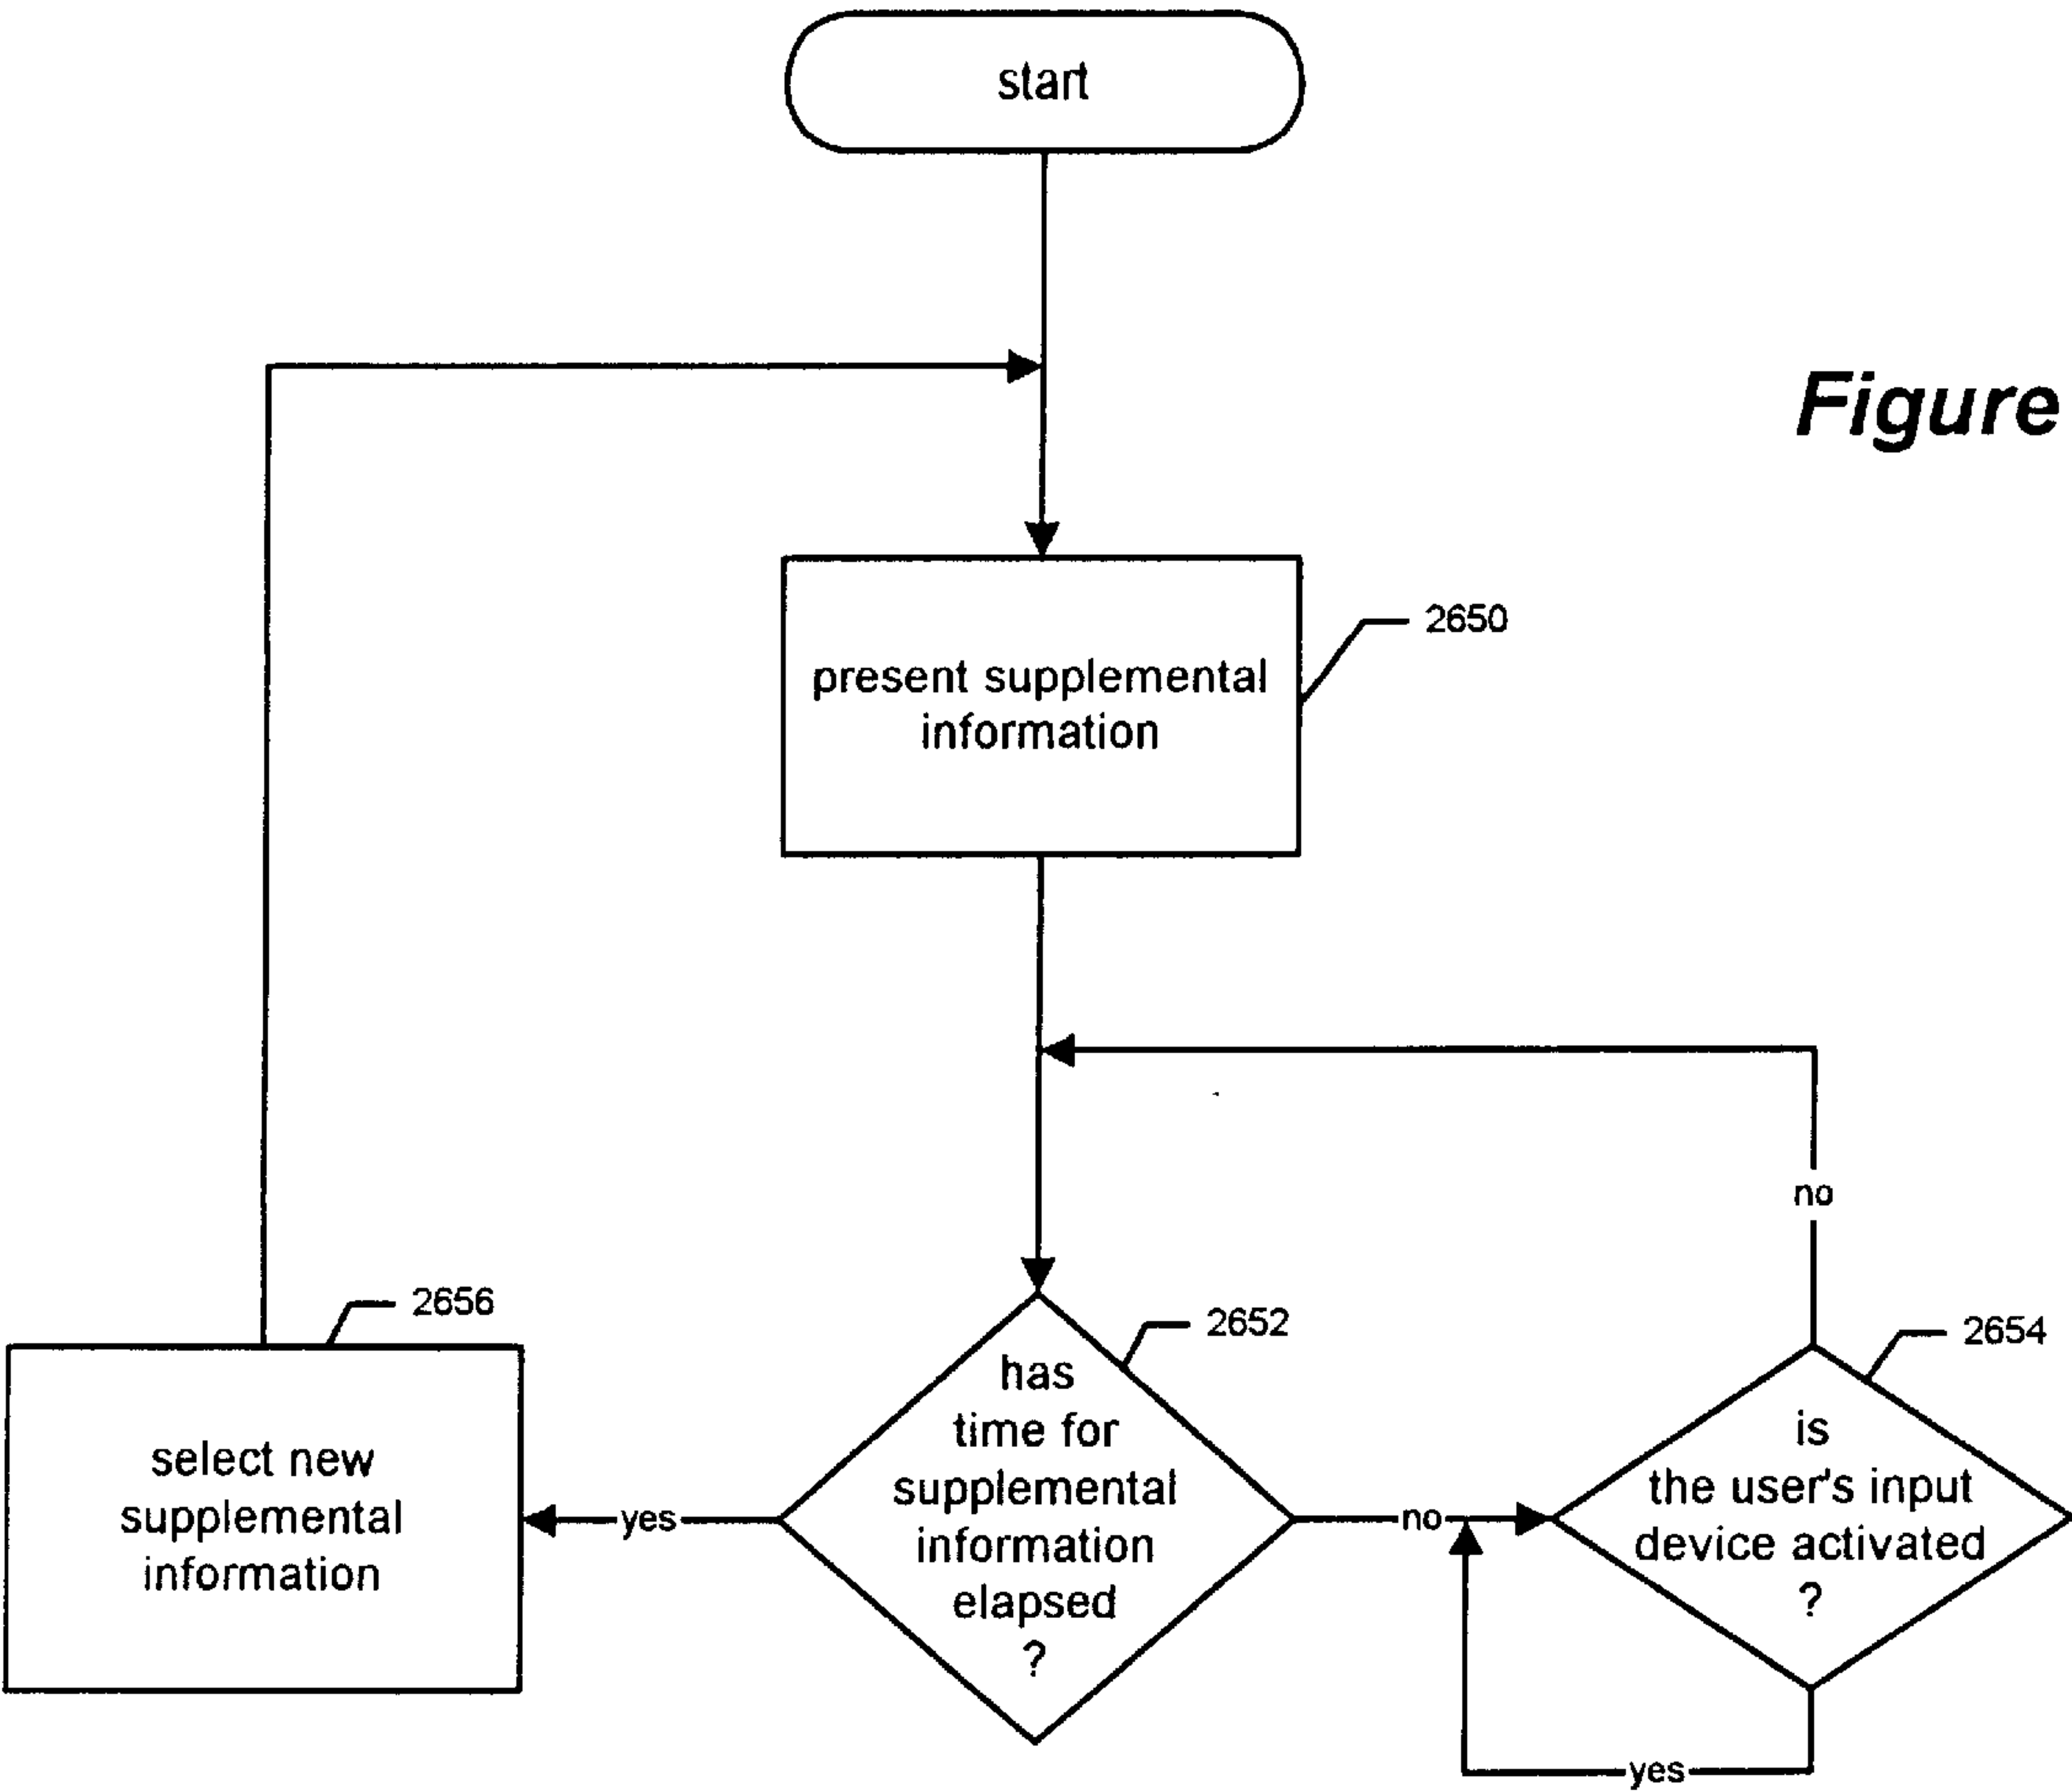 start
Figure
2650
present supplemental
information
no
2656
2652
2654
has
time for
supplemental
information
elapsed
?
is
the user's input
device activated
?
select new
supplemental
information
yes
no
yes